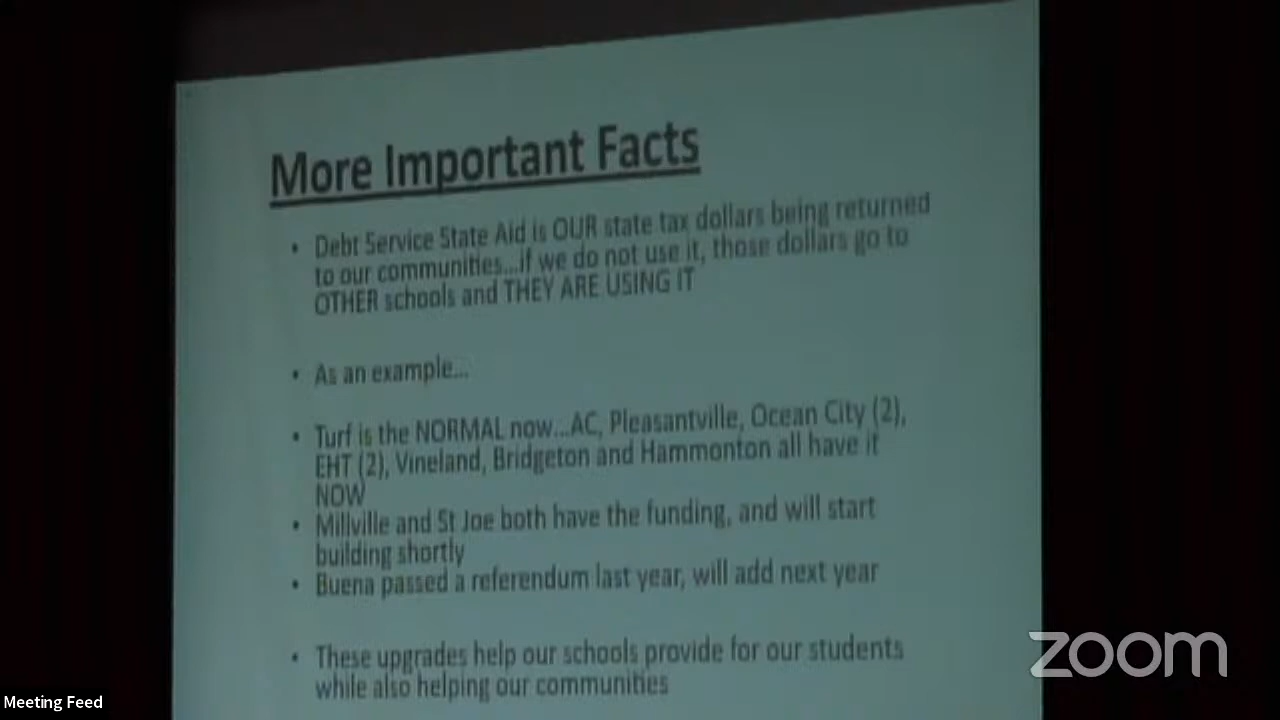 More Important Facts
• Debt Service State Aid is OUR state tax dollars being returned
to our communities...if we do not use it, those dollars go to
OTHER schools and THEY ARE USING IT
• As an example...
• Turf is the NORMAL now...AC, Pleasantville, Ocean City (2),
EHT (2), Vineland, Bridgeton and Hammonton all have it
NOW
• Millville and St Joe both have the funding, and will start
building shortly
• Buena passed a referendum last year, will add next year
• These upgrades help our schools provide for our students
while also helping our communities
zoom
Meeting Feed